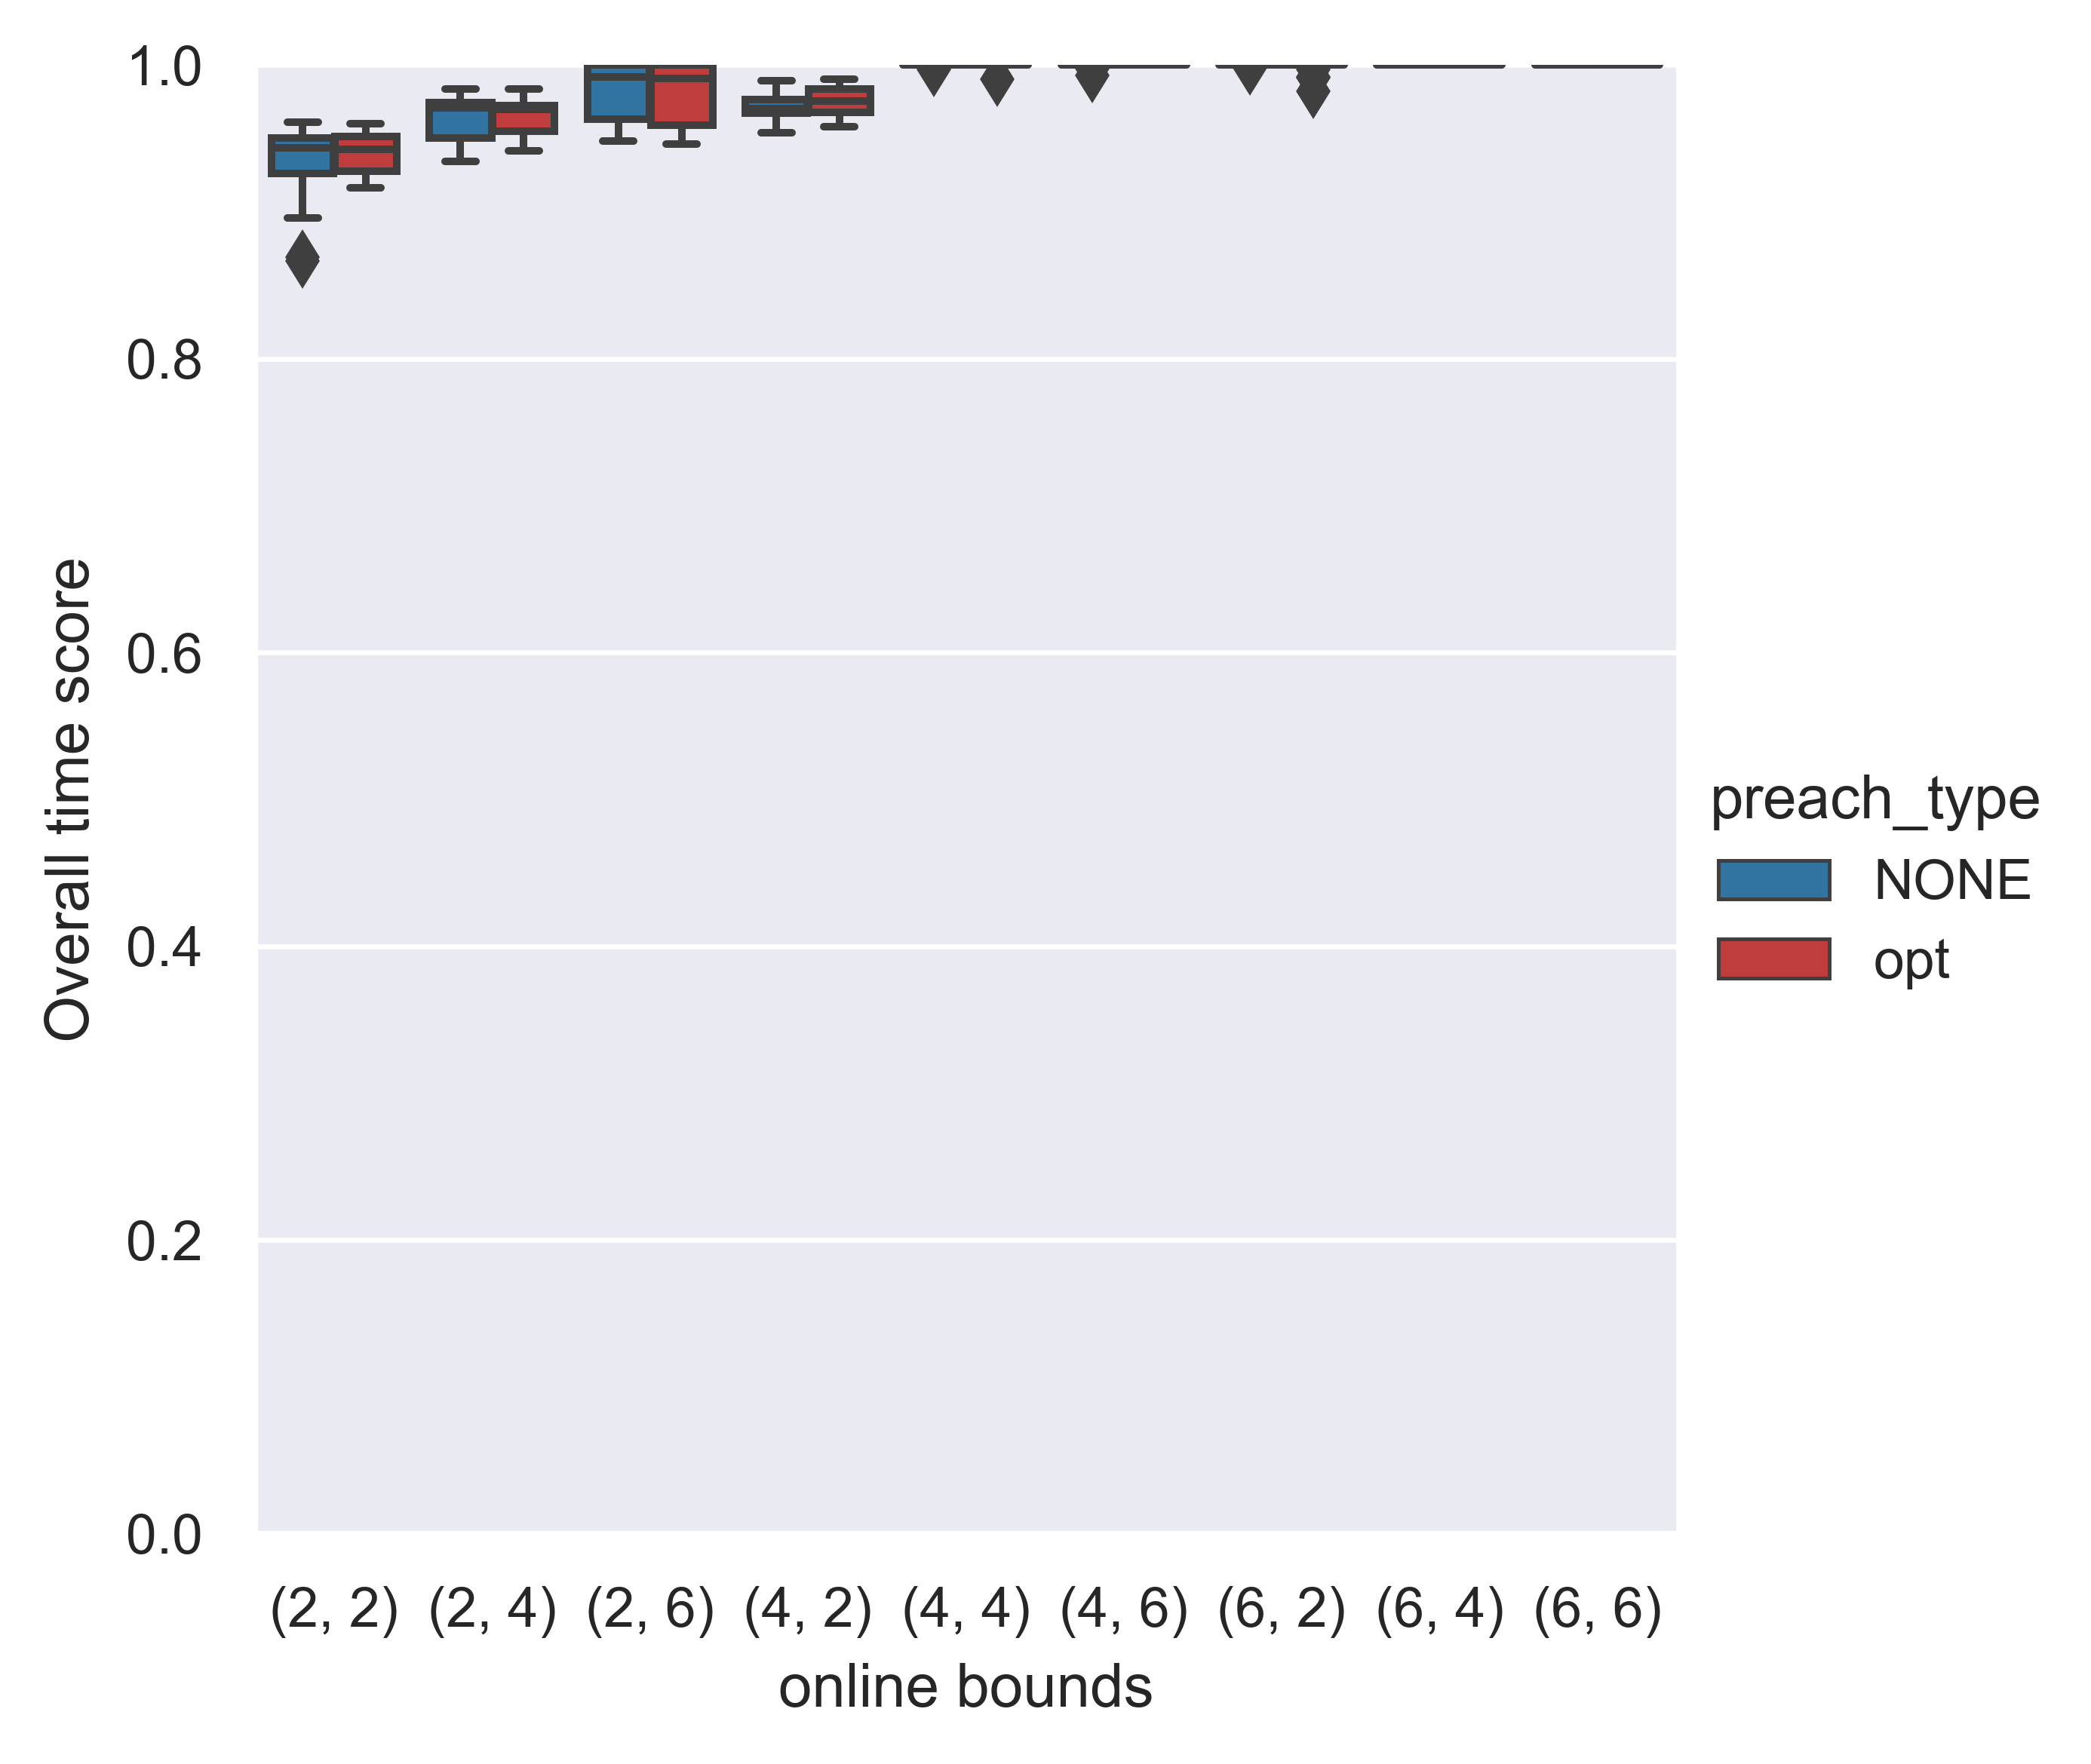 1.0
0.8
0.6
0.4
0.2
0.0
Overall time score
(2, 2) (2, 4) (2, 6) (4, 2) (4, 4) (4, 6) (6, 2) (6, 4) (6, 6)
online bounds
preach_type
NONE
opt